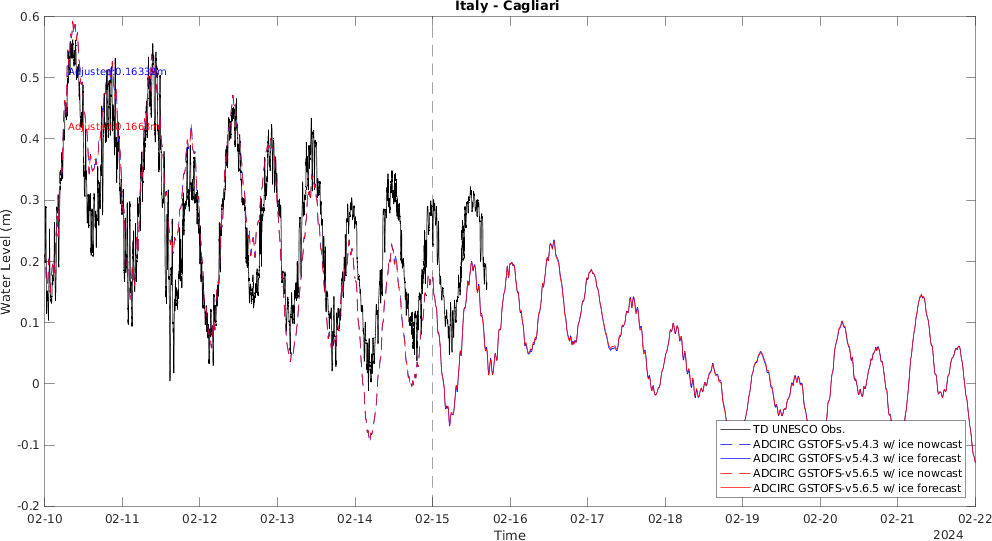 Italy - Cagliari
0.6
0.5
0.4
0.3
0.2
0.1
0
-0.1
-0.2
Water Level (m)
02-10
02-11
02-12
02-13
02-14
02-15
02-16
02-17
02-18
02-19
02-20
02-21
02-22
Time
2024
TD UNESCO Obs.
ADCIRC GSTOFS-v5.4.3 w/ ice nowcast
ADCIRC GSTOFS-v5.4.3 w/ ice forecast
ADCIRC GSTOFS-v5.6.5 w/ ice nowcast
ADCIRC GSTOFS-v5.6.5 w/ ice forecast